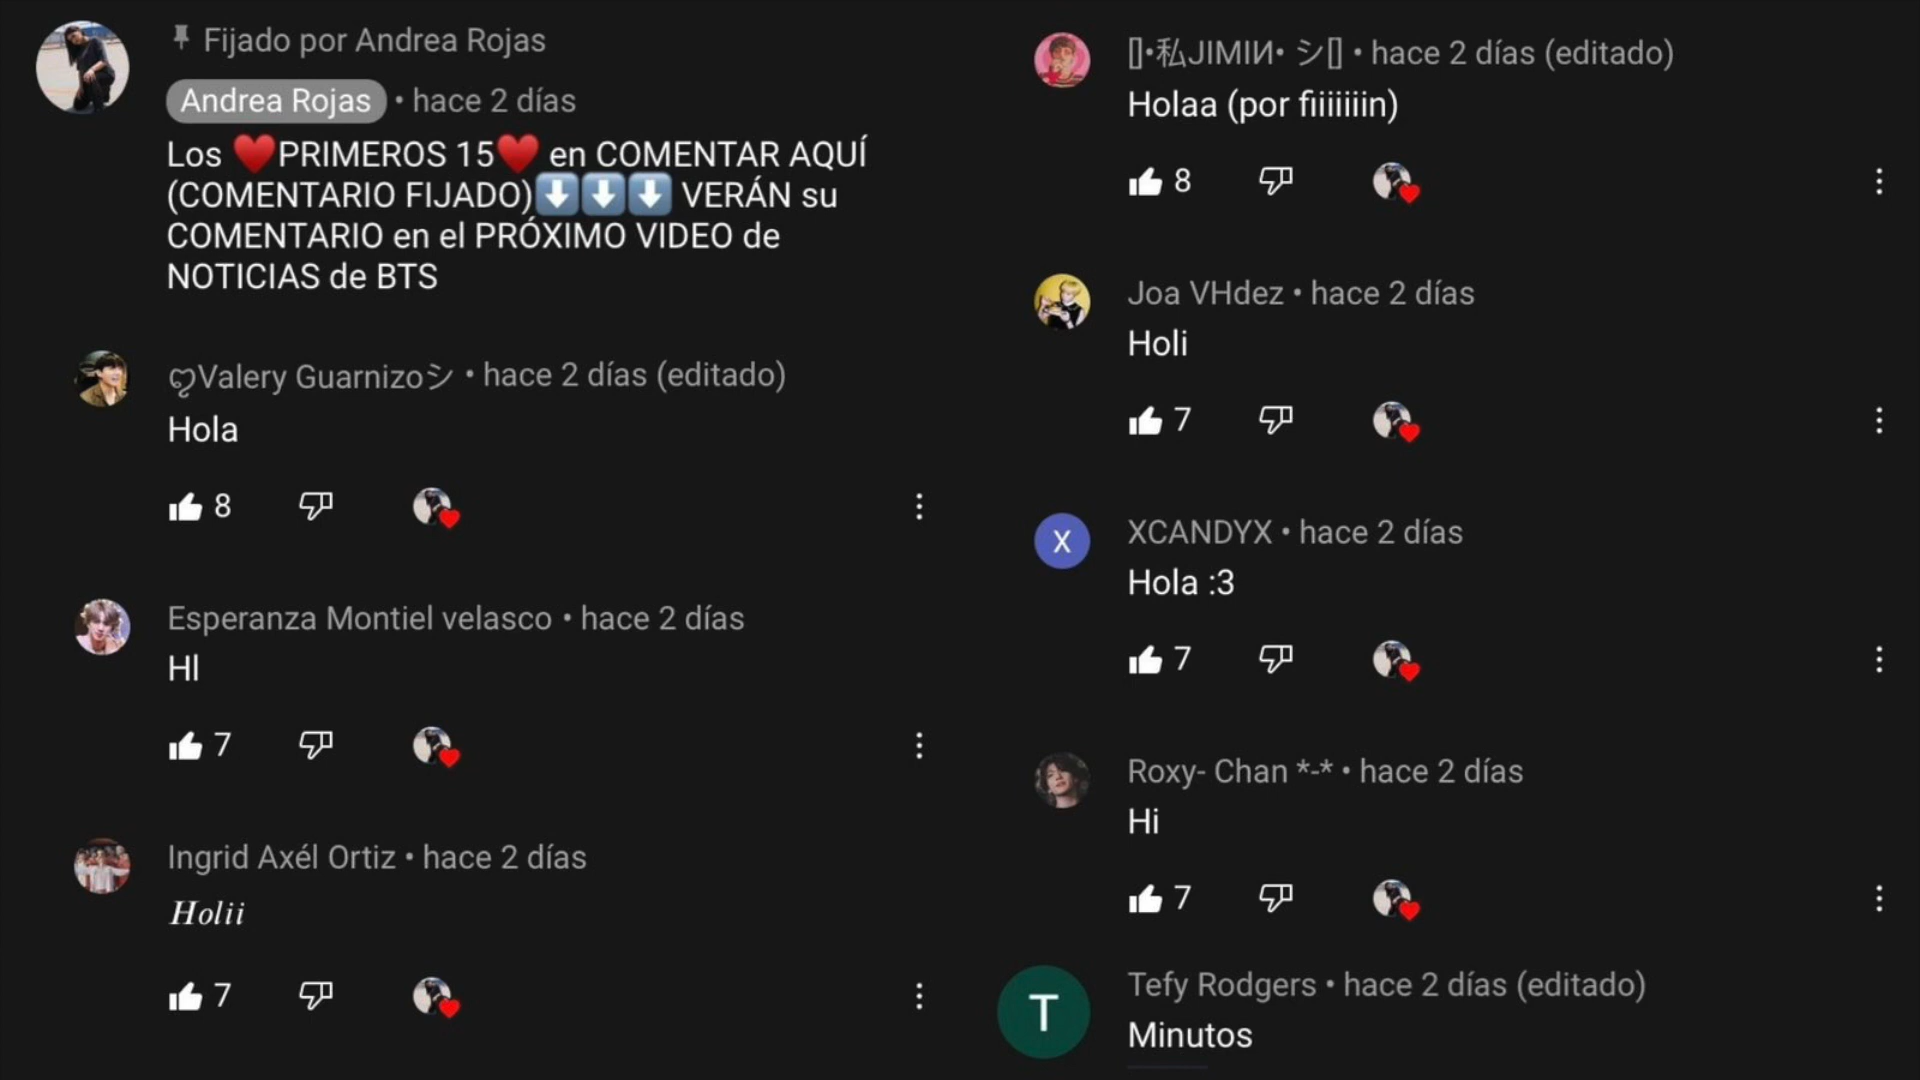 Fijado por Andrea Rojas
Andrea Rojas • hace 2 días
Los ♥️PRIMEROS 15♥️ en COMENTAR AQUÍ
(COMENTARIO FIJADO)⬇️⬇️⬇️ VERÁN su
COMENTARIO en el PRÓXIMO VIDEO de
NOTICIAS de BTS
ღValery Guarnizoシ • hace 2 días (editado)
Hola
8
Esperanza Montiel velasco • hace 2 días
Hl
7
Ingrid Axél Ortiz • hace 2 días
𝐻𝑜𝑙𝑖𝑖
7
[]•私JIMIИ• シ[] • hace 2 días (editado)
Holaa (por fiiiiiiin)
8
Joa VHdez • hace 2 días
Holi
7
X
XCANDYX • hace 2 días
Hola :3
7
Roxy- Chan *-* • hace 2 días
Hi
7
T
Tefy Rodgers • hace 2 días (editado)
Minutos